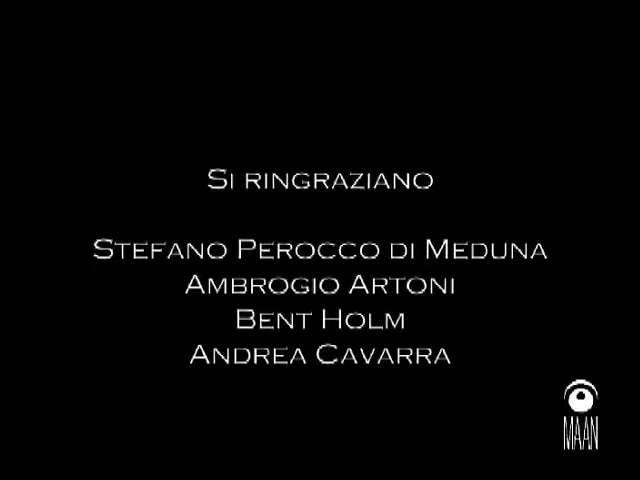 Si ringraziano
Stefano Perocco di Meduna
Ambrogio Artoni
Bent Holm
Andrea Cavarra
MAAN